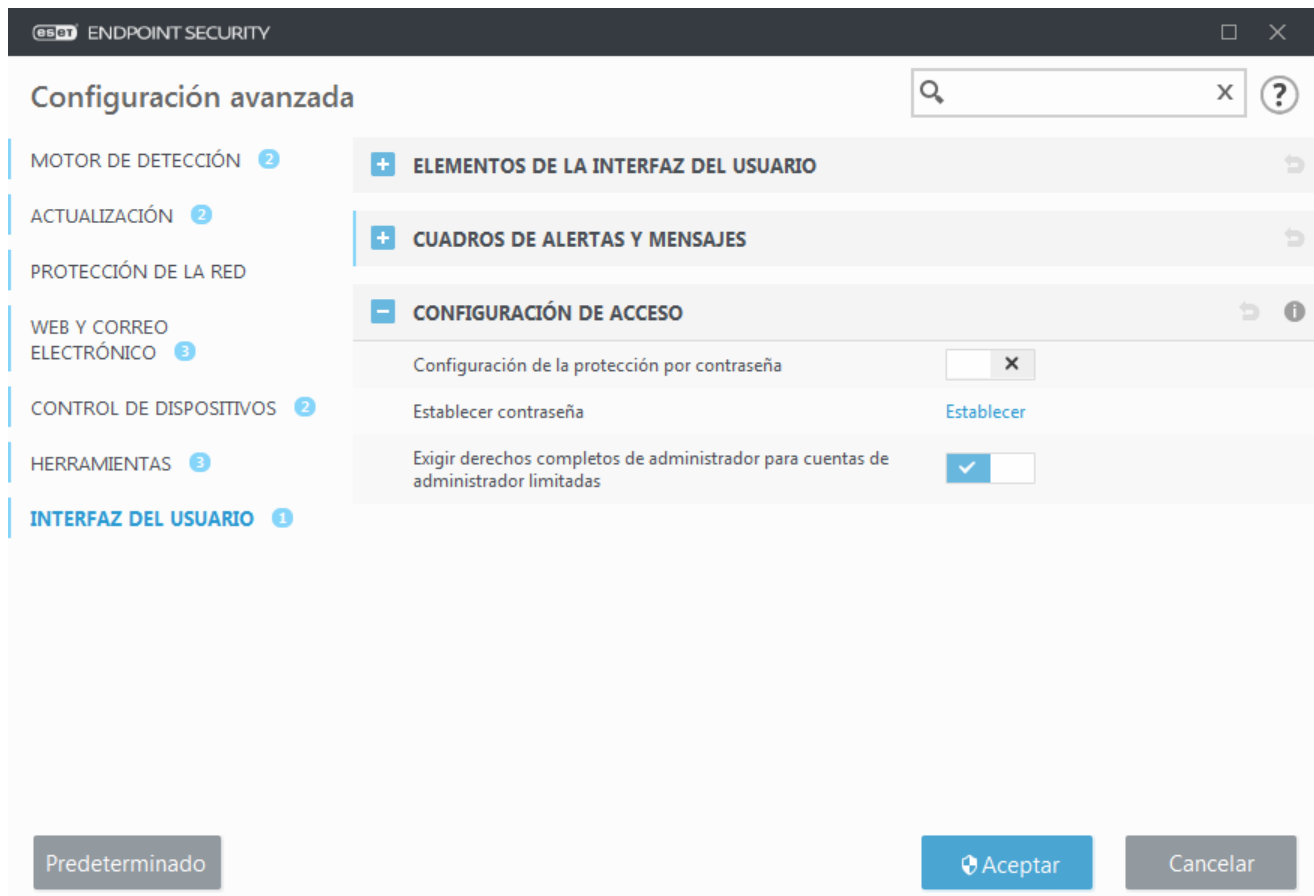 eset ENDPOINT SECURITY
Configuración avanzada
X
?
MOTOR DE DETECCIÓN 2
ACTUALIZACIÓN 2
PROTECCIÓN DE LA RED
WEB Y CORREO
ELECTRÓNICO 3
CONTROL DE DISPOSITIVOS 2
HERRAMIENTAS 3
INTERFAZ DEL USUARIO 1
ELEMENTOS DE LA INTERFAZ DEL USUARIO
CUADROS DE ALERTAS Y MENSAJES
CONFIGURACIÓN DE ACCESO
Configuración de la protección por contraseña
Establecer contraseña Establecer
Exigir derechos completos de administrador para cuentas de
administrador limitadas
Predeterminado
Aceptar
Cancelar